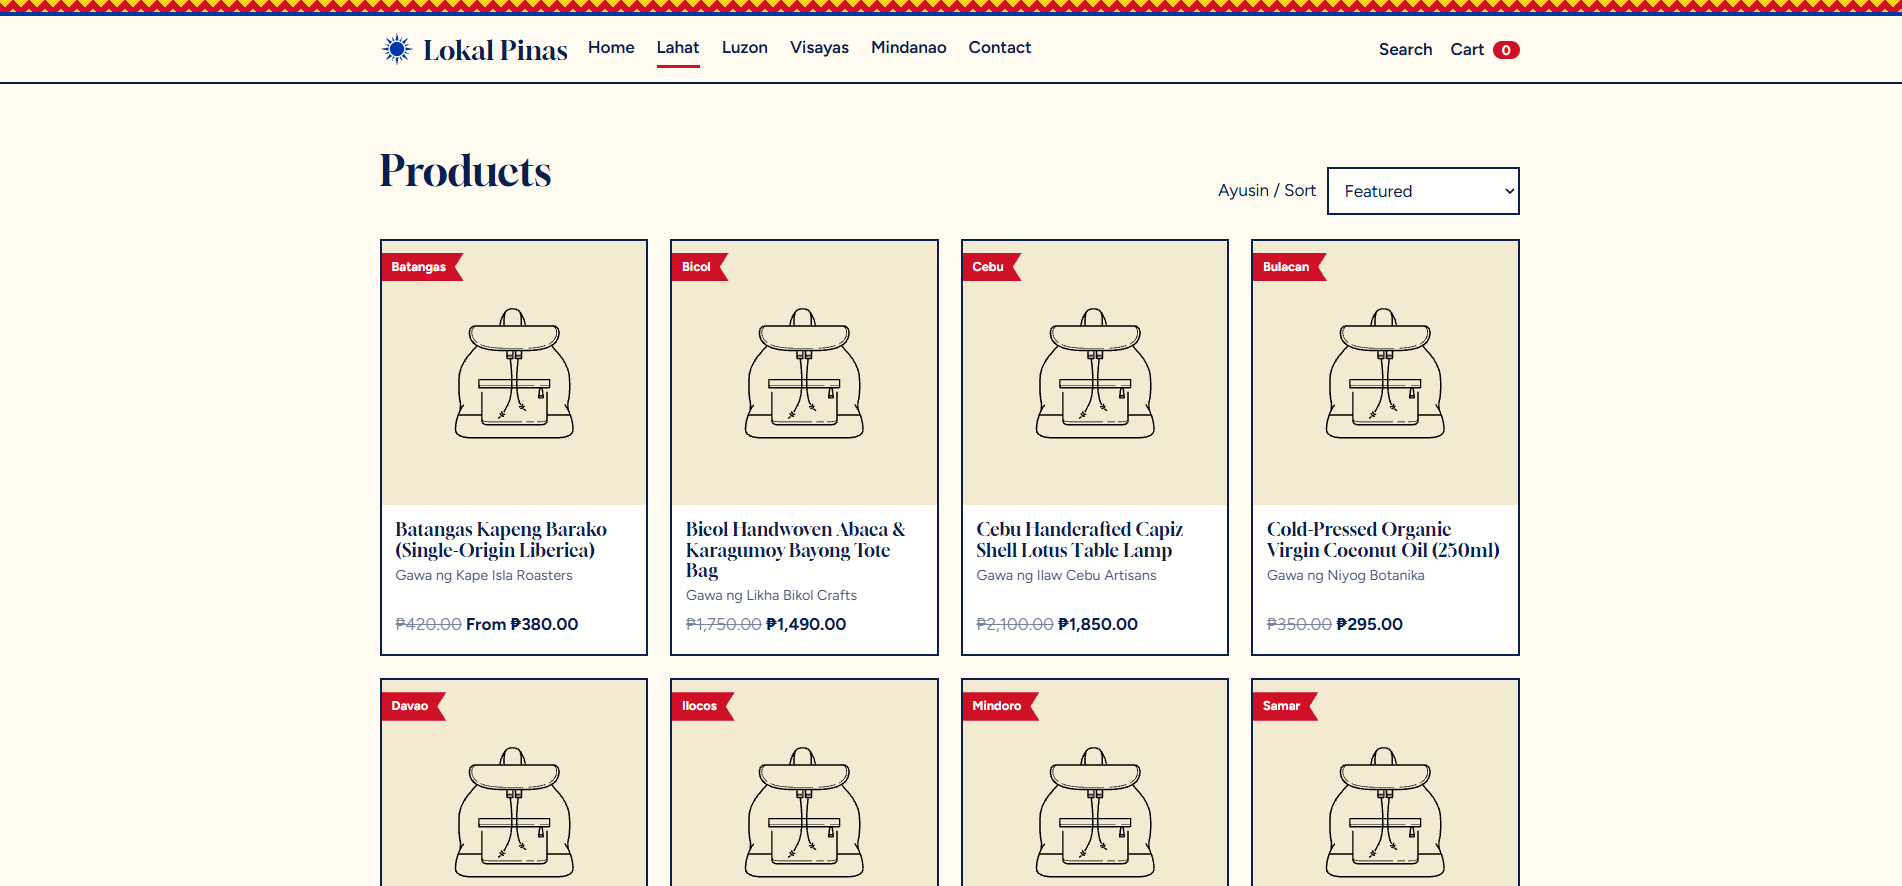 Lokal Pinas Home Lahat Luzon Visayas Mindanao Contact Search Cart 0
Products
Ayusin / Sort Featured
Batangas
Bicol
Cebu
Bulacan
Batangas Kapeng Barako
(Single-Origin Liberica)
Gawa ng Kape Isla Roasters
₱420.00 From ₱380.00
Bicol Handwoven Abaca &
Karagumoy Bayong Tote
Bag
Gawa ng Likha Bikol Crafts
₱1,750.00 ₱1,490.00
Cebu Handcrafted Capiz
Shell Lotus Table Lamp
Gawa ng Ilaw Cebu Artisans
₱2,100.00 ₱1,850.00
Cold-Pressed Organic
Virgin Coconut Oil (250ml)
Gawa ng Niyog Botanika
₱350.00 ₱295.00
Davao
Ilocos
Mindoro
Samar